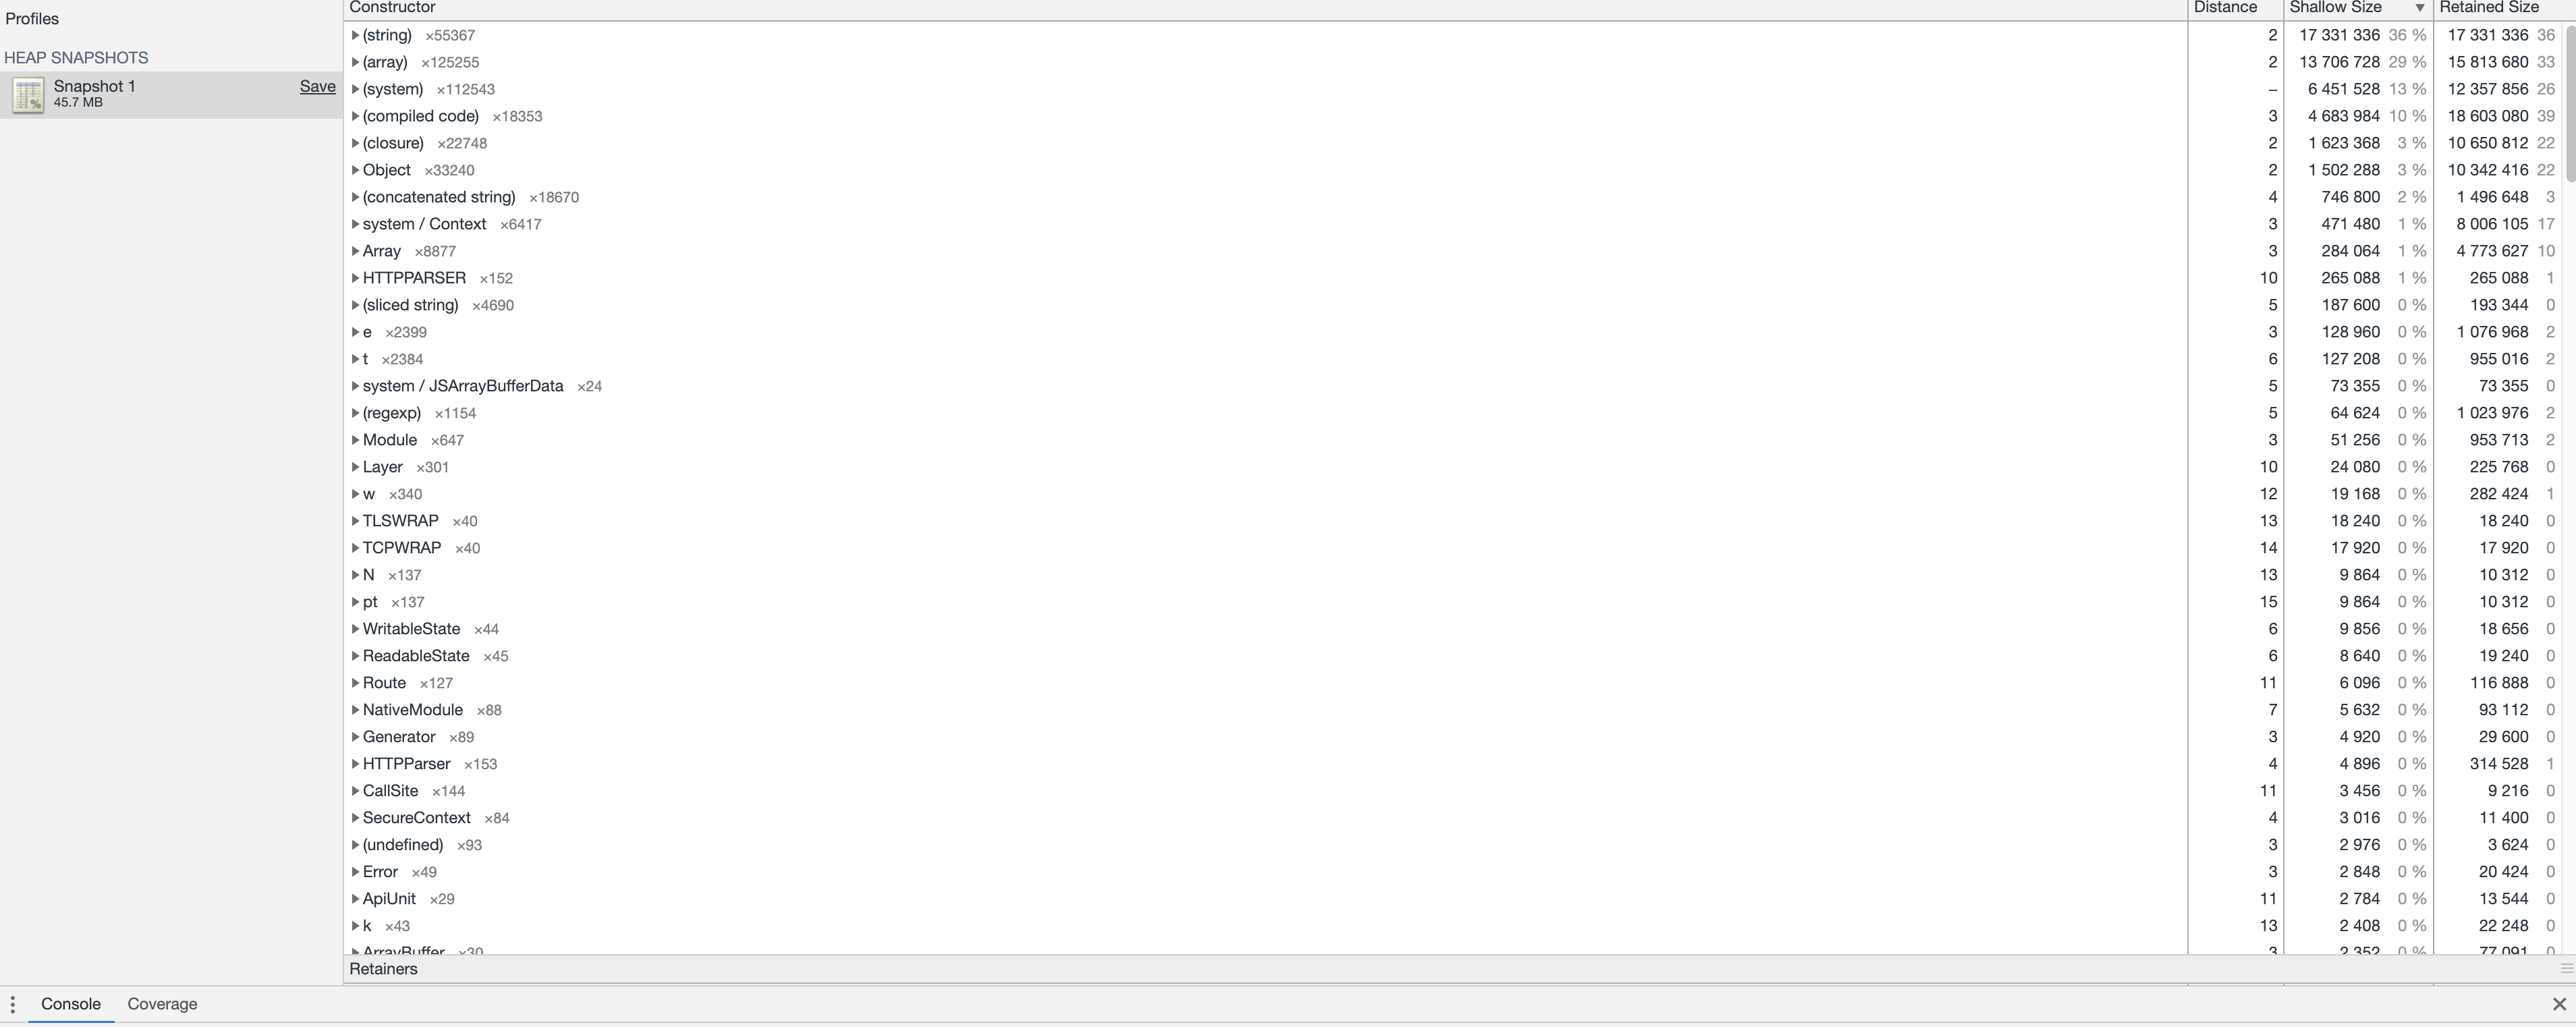 Profiles
HEAP SNAPSHOTS
Snapshot 1 Save
45.7 MB
Constructor Distance Shallow Size ▼ Retained Size
(string) ×55367 2 17 331 336 36 % 17 331 336 36
(array) ×125255 2 13 706 728 29 % 15 813 680 33
(system) ×112543 – 6 451 528 13 % 12 357 856 26
(compiled code) ×18353 3 4 683 984 10 % 18 603 080 39
(closure) ×22748 2 1 623 368 3 % 10 650 812 22
Object ×33240 2 1 502 288 3 % 10 342 416 22
(concatenated string) ×18670 4 746 800 2 % 1 496 648 3
system / Context ×6417 3 471 480 1 % 8 006 105 17
Array ×8877 3 284 064 1 % 4 773 627 10
HTTPPARSER ×152 10 265 088 1 % 265 088 1
(sliced string) ×4690 5 187 600 0 % 193 344 0
e ×2399 3 128 960 0 % 1 076 968 2
t ×2384 6 127 208 0 % 955 016 2
system / JSArrayBufferData ×24 5 73 355 0 % 73 355 0
(regexp) ×1154 5 64 624 0 % 1 023 976 2
Module ×647 3 51 256 0 % 953 713 2
Layer ×301 10 24 080 0 % 225 768 0
w ×340 12 19 168 0 % 282 424 1
TLSWRAP ×40 13 18 240 0 % 18 240 0
TCPWRAP ×40 14 17 920 0 % 17 920 0
N ×137 13 9 864 0 % 10 312 0
pt ×137 15 9 864 0 % 10 312 0
WritableState ×44 6 9 856 0 % 18 656 0
ReadableState ×45 6 8 640 0 % 19 240 0
Route ×127 11 6 096 0 % 116 888 0
NativeModule ×88 7 5 632 0 % 93 112 0
Generator ×89 3 4 920 0 % 29 600 0
HTTPParser ×153 4 4 896 0 % 314 528 1
CallSite ×144 11 3 456 0 % 9 216 0
SecureContext ×84 4 3 016 0 % 11 400 0
(undefined) ×93 3 2 976 0 % 3 624 0
Error ×49 3 2 848 0 % 20 424 0
ApiUnit ×29 11 2 784 0 % 13 544 0
k ×43 13 2 408 0 % 22 248 0
ArrayBuffer ×30 3 2 352 0 % 77 091 0
Retainers
Console Coverage